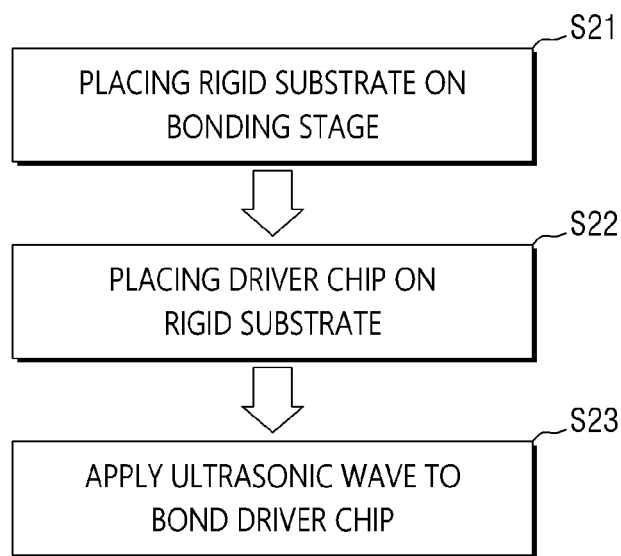 S21
PLACING RIGID SUBSTRATE ON
BONDING STAGE
S22
PLACING DRIVER CHIP ON
RIGID SUBSTRATE
S23
APPLY ULTRASONIC WAVE TO
BOND DRIVER CHIP